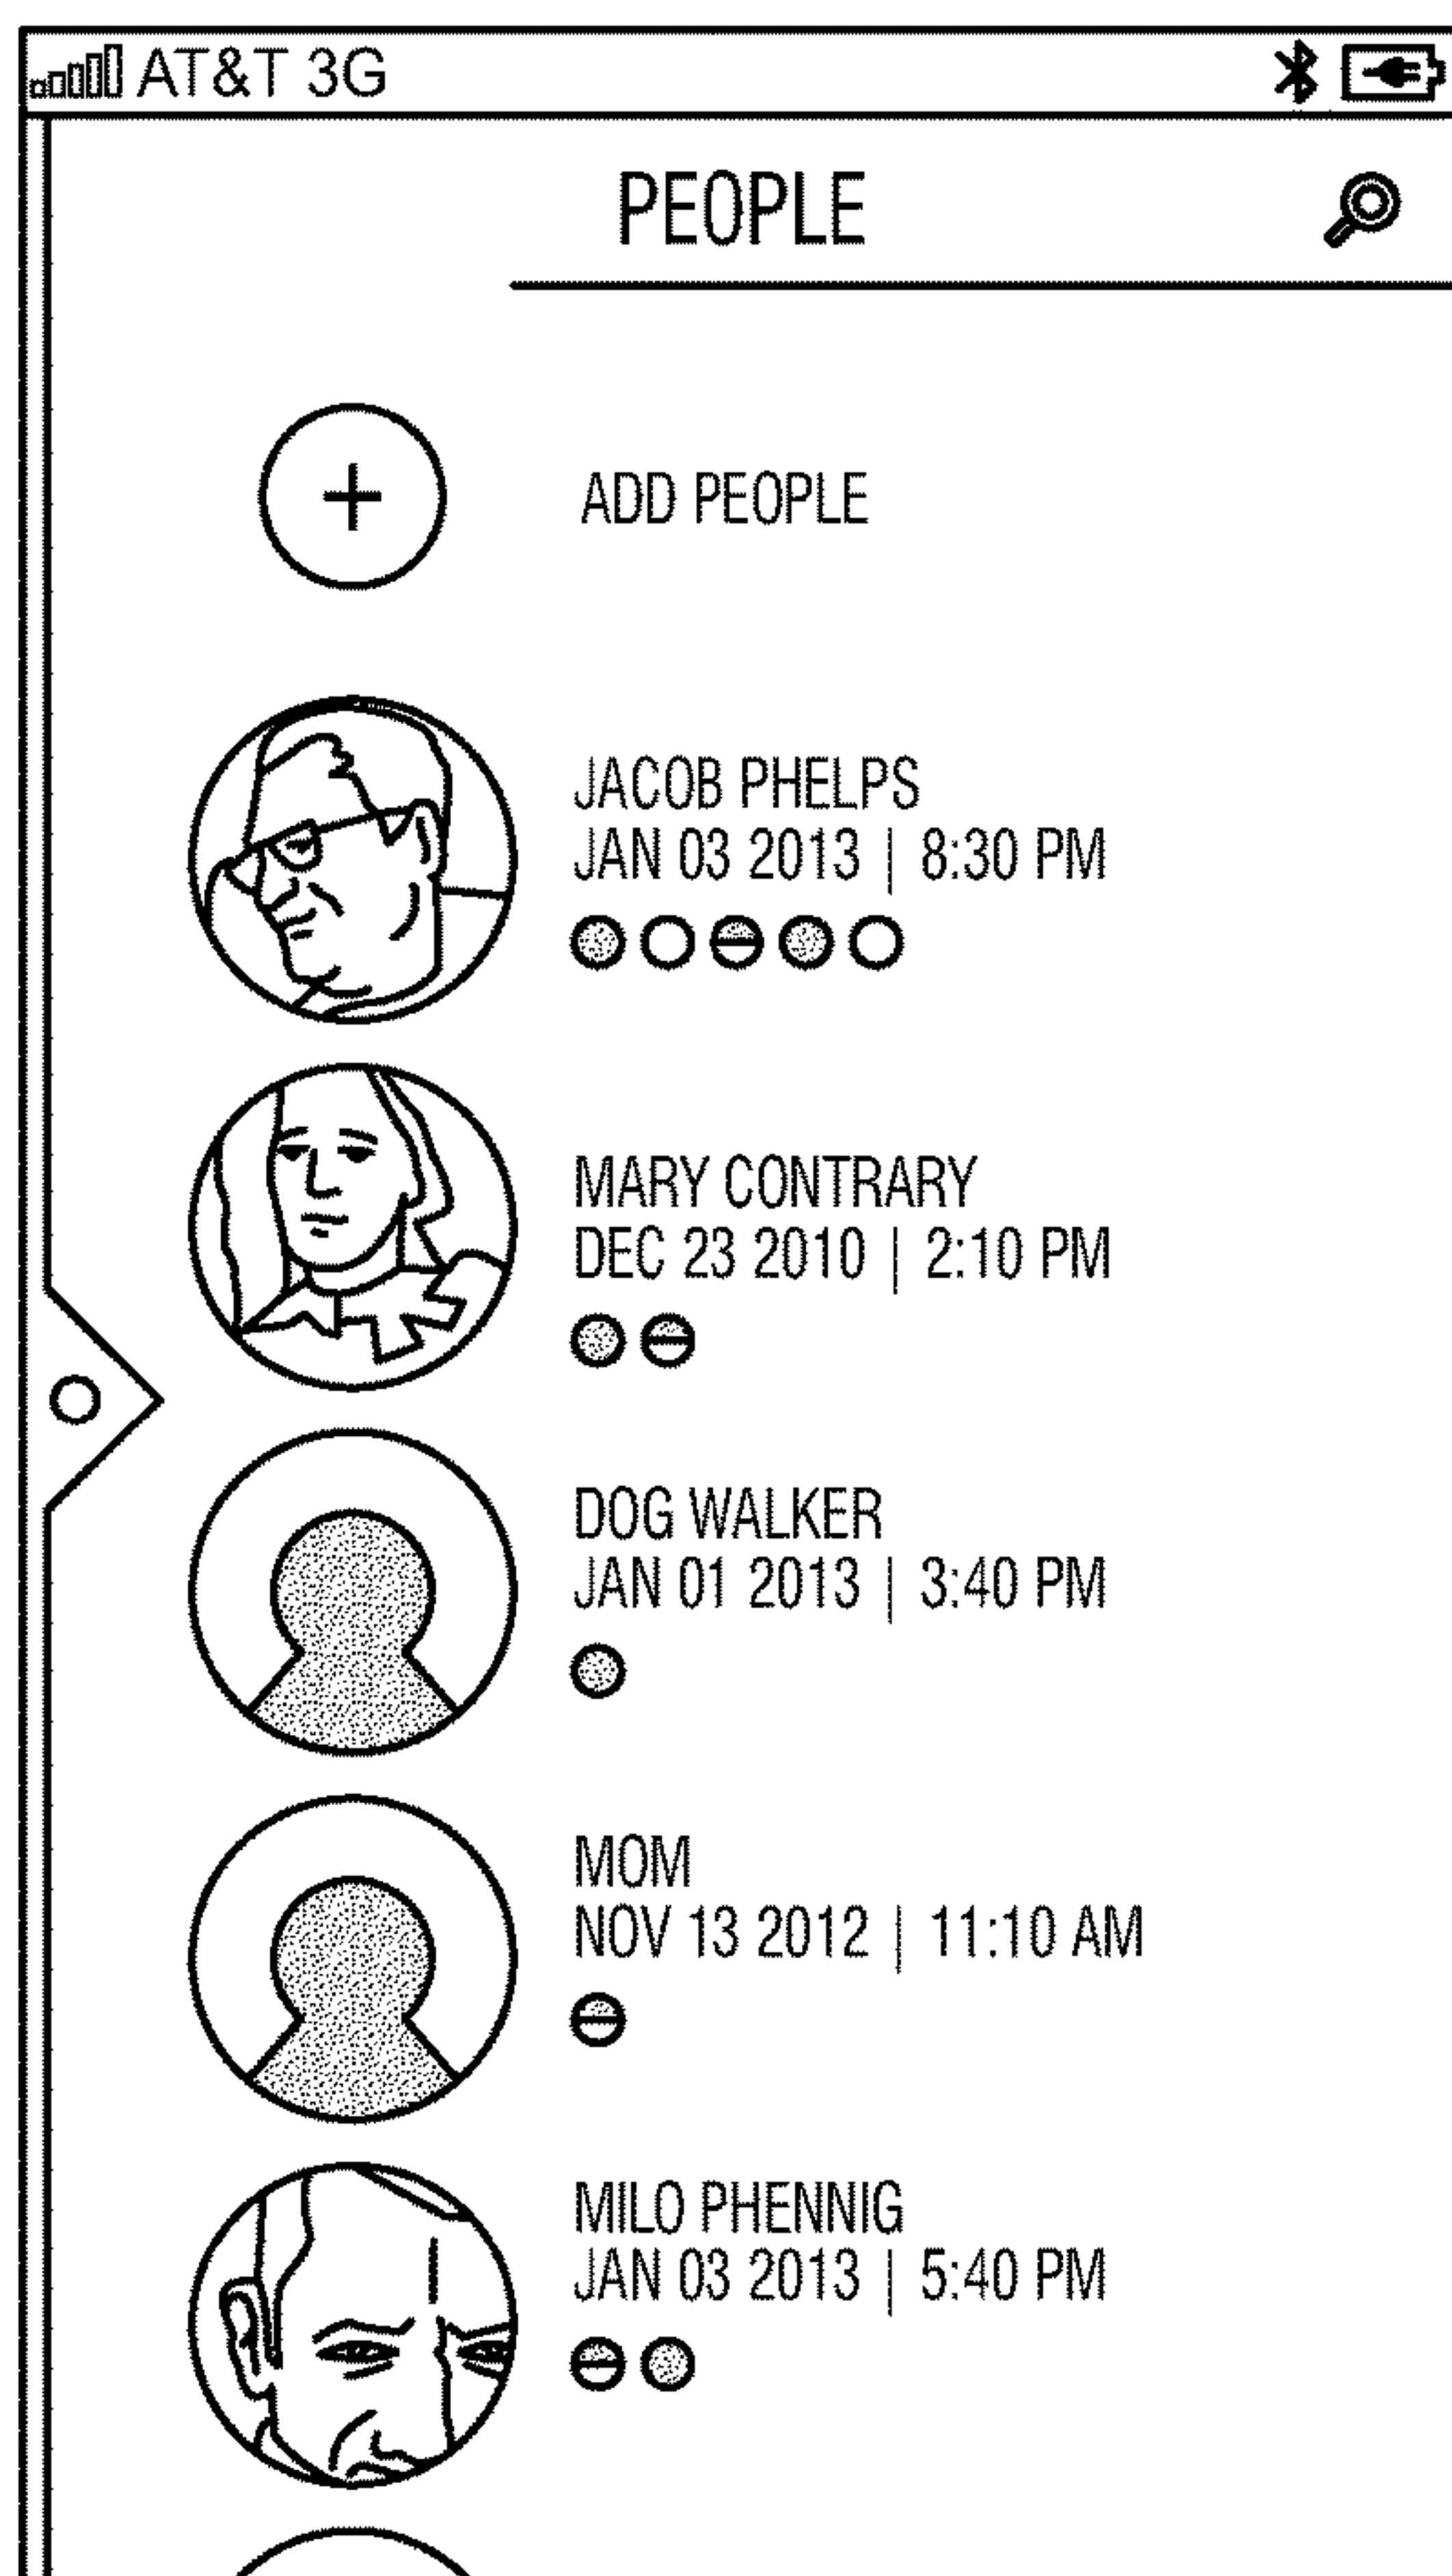 AT&T 3G
PEOPLE
ADD PEOPLE
JACOB PHELPS
JAN 03 2013 | 8:30 PM
MARY CONTRARY
DEC 23 2010 | 2:10 PM
DOG WALKER
JAN 01 2013 | 3:40 PM
MOM
NOV 13 2012 | 11:10 AM
MILO PHENNIG
JAN 03 2013 | 5:40 PM